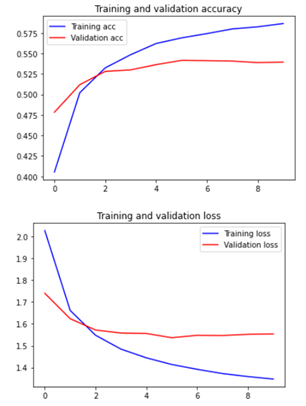 Training and validation accuracy
Training acc
Validation acc
0.575
0.550
0.525
0.500
0.475
0.450
0.425
0.400
0 2 4 6 8
Training and validation loss
Training loss
Validation loss
2.0
1.9
1.8
1.7
1.6
1.5
1.4
0 2 4 6 8